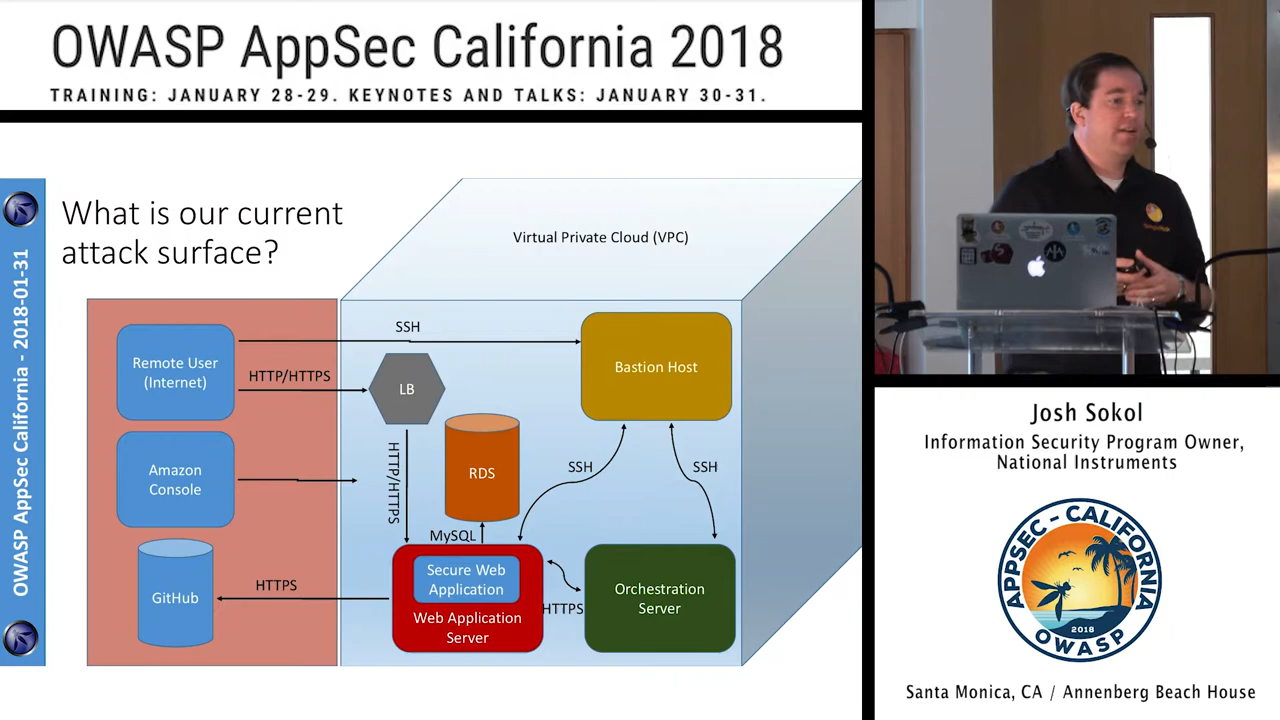 OWASP AppSec California 2018
TRAINING: JANUARY 28-29. KEYNOTES AND TALKS: JANUARY 30-31.
OWASP AppSec California - 2018-01-31
What is our current
attack surface?
Virtual Private Cloud (VPC)
Remote User
(Internet)
SSH
HTTP/HTTPS
LB
Bastion Host
Amazon
Console
RDS
HTTP/HTTPS
SSH
SSH
MySQL
GitHub
HTTPS
Secure Web
Application
Web Application
Server
HTTPS
Orchestration
Server
Josh Sokol
Information Security Program Owner,
National Instruments
APPSEC - CALIFORNIA
2018
OWASP
Santa Monica, CA / Annenberg Beach House